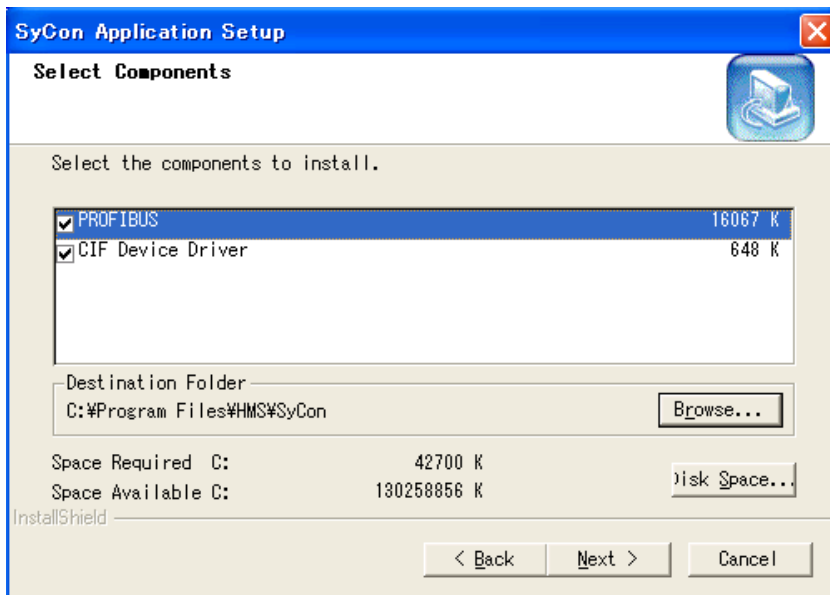 SyCon Application Setup
Select Components
Select the components to install.
PROFIBUS 16067 K
CIF Device Driver 648 K
Destination Folder
C:¥Program Files¥HMS¥SyCon
Browse...
Space Required C: 42700 K
Space Available C: 130258856 K
Disk Space...
InstallShield
< Back
Next >
Cancel